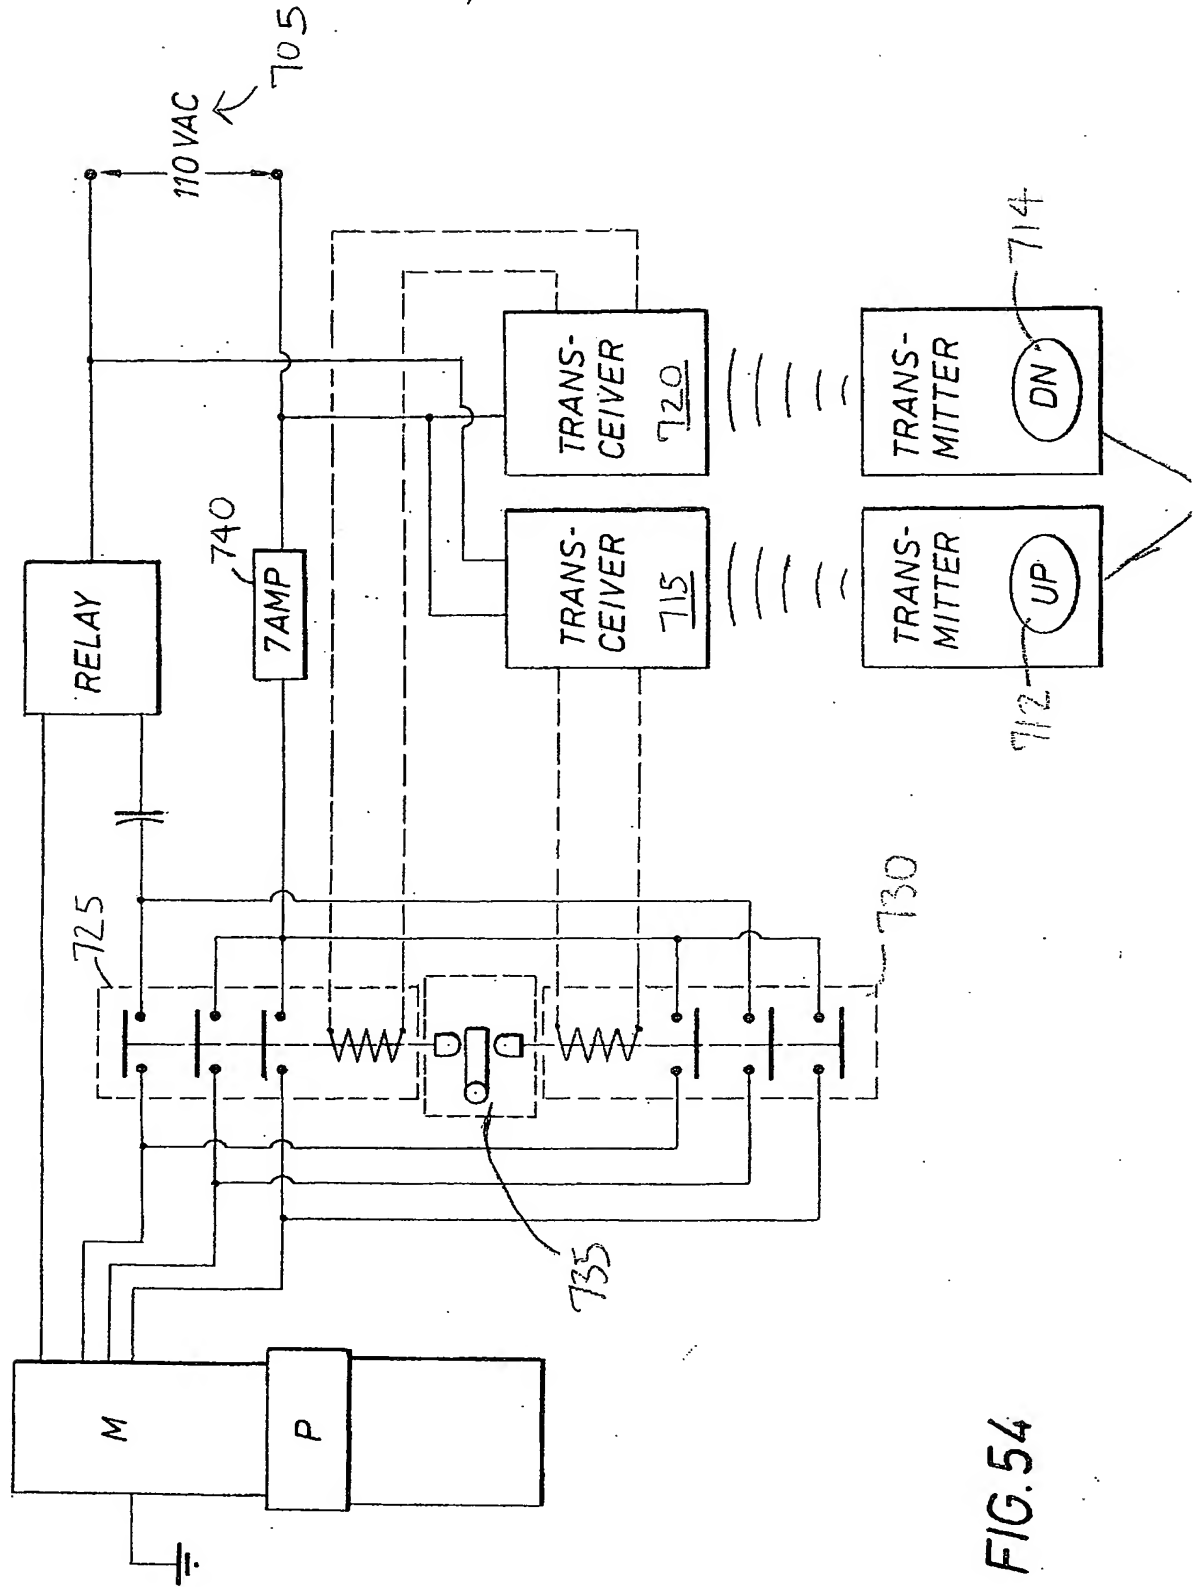 705
110 VAC
RELAY
740
7AMP
725
M
P
735
730
TRANS-
CEIVER
715
TRANS-
CEIVER
720
TRANS-
MITTER
UP
712
TRANS-
MITTER
DN
714
FIG. 54